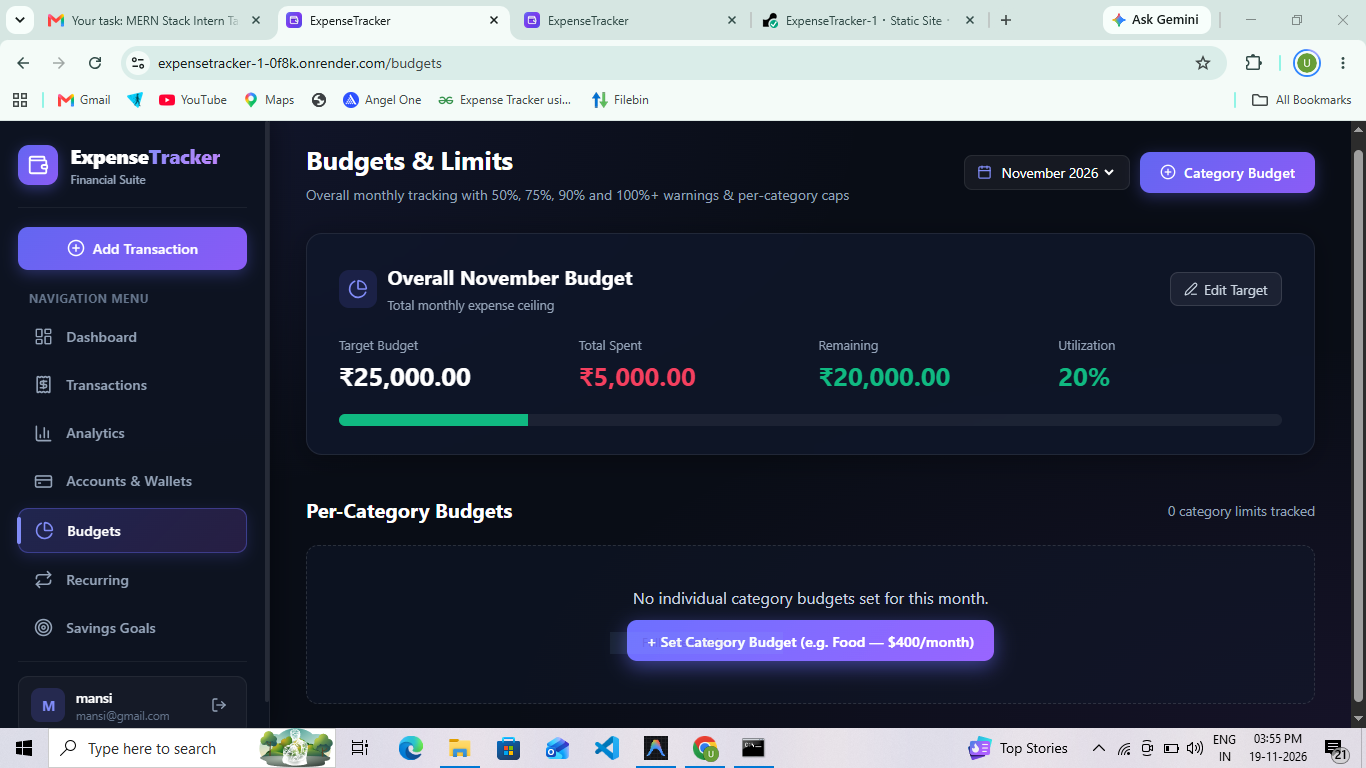 Your task: MERN Stack Intern Ta
ExpenseTracker
ExpenseTracker
ExpenseTracker-1 · Static Site ·
Ask Gemini
expensetracker-1-0f8k.onrender.com/budgets
U
Gmail
YouTube
Maps
Angel One
Expense Tracker usi...
Filebin
All Bookmarks
ExpenseTracker
Financial Suite
Add Transaction
NAVIGATION MENU
Dashboard
Transactions
Analytics
Accounts & Wallets
Budgets
Recurring
Savings Goals
M
mansi
mansi@gmail.com
Budgets & Limits
Overall monthly tracking with 50%, 75%, 90% and 100%+ warnings & per-category caps
November 2026
Category Budget
Overall November Budget
Total monthly expense ceiling
Edit Target
Target Budget
₹25,000.00
Total Spent
₹5,000.00
Remaining
₹20,000.00
Utilization
20%
Per-Category Budgets
0 category limits tracked
No individual category budgets set for this month.
+ Set Category Budget (e.g. Food — $400/month)
Type here to search
U
Top Stories
ENG
IN
03:55 PM
19-11-2026
21